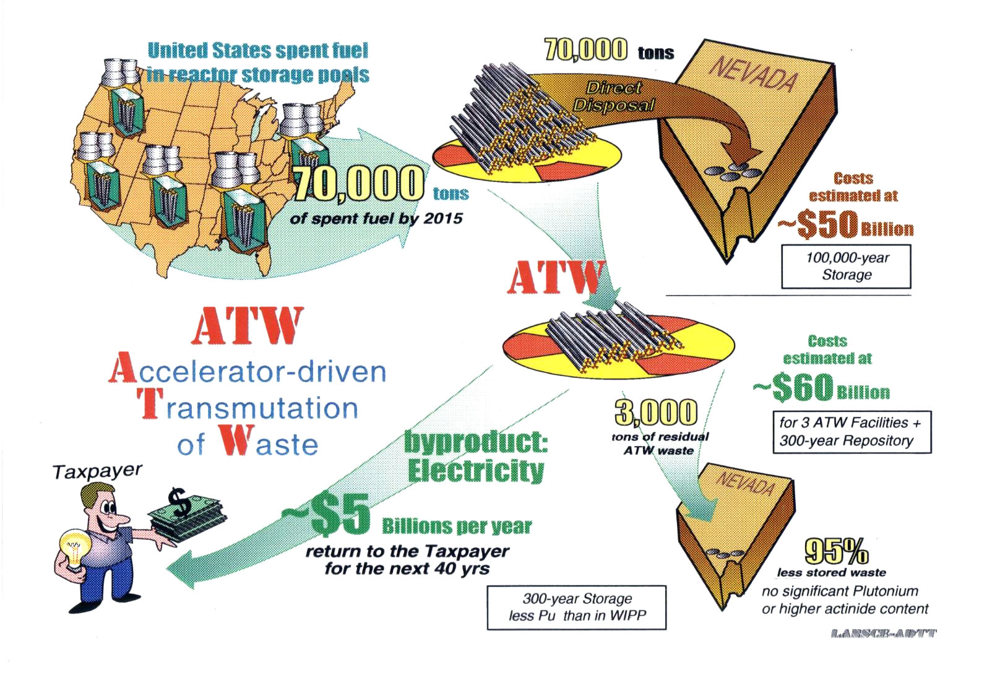 United States spent fuel
in reactor storage pools
70,000 tons
of spent fuel by 2015
70,000 tons
Direct
Disposal
NEVADA
Costs
estimated at
~$50 Billion
100,000-year
Storage
ATW
ATW
Accelerator-driven
Transmutation
of Waste
Costs
estimated at
~$60 Billion
for 3 ATW Facilities +
300-year Repository
3,000
tons of residual
ATW waste
byproduct:
Electricity
~$5 Billions per year
return to the Taxpayer
for the next 40 yrs
Taxpayer
$
NEVADA
95%
less stored waste
no significant Plutonium
or higher actinide content
300-year Storage
less Pu than in WIPP
LANSCE-ADTT